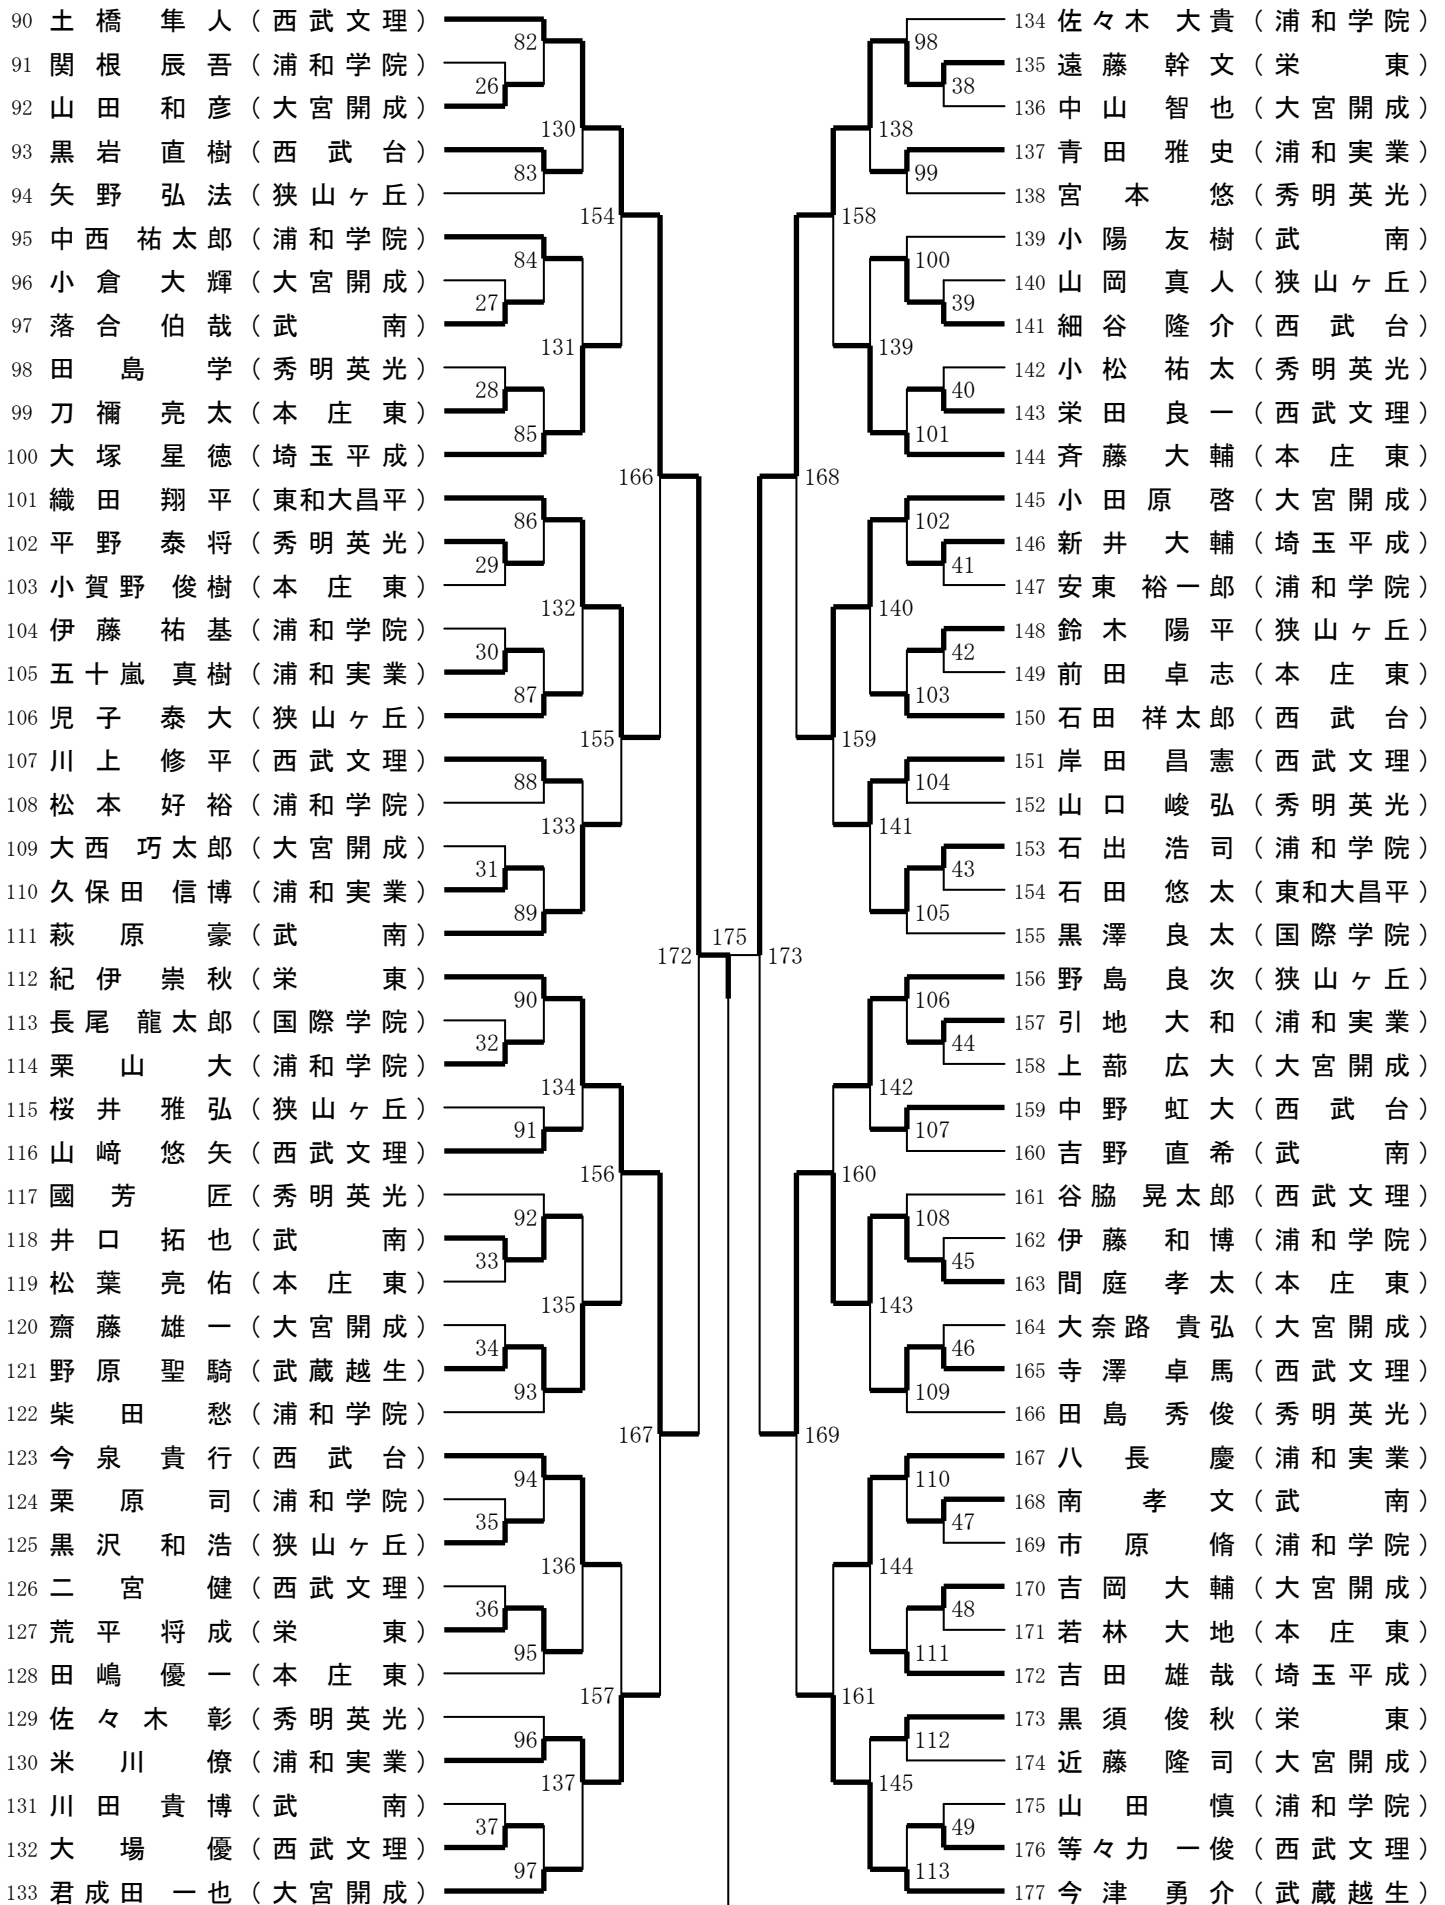 90 土橋 隼人 (西武文理)
91 関根 辰吾 (浦和学院)
92 山田 和彦 (大宮開成)
93 黒岩 直樹 (西武台)
94 矢野 弘法 (狭山ヶ丘)
95 中西 祐太郎 (浦和学院)
96 小倉 大輝 (大宮開成)
97 落合 伯哉 (武南)
98 田島 学 (秀明英光)
99 刀禰 亮太 (本庄東)
100 大塚 星徳 (埼玉平成)
101 織田 翔平 (東和大昌平)
102 平野 泰将 (秀明英光)
103 小賀野 俊樹 (本庄東)
104 伊藤 祐基 (浦和学院)
105 五十嵐 真樹 (浦和実業)
106 児子 泰大 (狭山ヶ丘)
107 川上 修平 (西武文理)
108 松本 好裕 (浦和学院)
109 大西 巧太郎 (大宮開成)
110 久保田 信博 (浦和実業)
111 萩原 豪 (武南)
112 紀伊 崇秋 (栄東)
113 長尾 龍太郎 (国際学院)
114 栗山 大 (浦和学院)
115 桜井 雅弘 (狭山ヶ丘)
116 山﨑 悠矢 (西武文理)
117 國芳 匠 (秀明英光)
118 井口 拓也 (武南)
119 松葉 亮佑 (本庄東)
120 齋藤 雄一 (大宮開成)
121 野原 聖騎 (武蔵越生)
122 柴田 愁 (浦和学院)
123 今泉 貴行 (西武台)
124 栗原 司 (浦和学院)
125 黒沢 和浩 (狭山ヶ丘)
126 二宮 健 (西武文理)
127 荒平 将成 (栄東)
128 田嶋 優一 (本庄東)
129 佐々木 彰 (秀明英光)
130 米川 僚 (浦和実業)
131 川田 貴博 (武南)
132 大場 優 (西武文理)
133 君成田 一也 (大宮開成)
82
26
130
83
154
84
27
131
28
85
166
86
29
132
30
87
155
88
133
31
89
172
90
32
134
91
156
92
33
135
34
93
167
94
35
136
36
95
157
96
137
37
97
175
98
38
138
99
158
100
39
139
40
101
168
102
41
140
42
103
159
104
141
43
105
173
106
44
142
107
160
108
45
143
46
109
169
110
47
144
48
111
161
112
145
49
113
134 佐々木 大貴 (浦和学院)
135 遠藤 幹文 (栄東)
136 中山 智也 (大宮開成)
137 青田 雅史 (浦和実業)
138 宮本 悠 (秀明英光)
139 小陽 友樹 (武南)
140 山岡 真人 (狭山ヶ丘)
141 細谷 隆介 (西武台)
142 小松 祐太 (秀明英光)
143 栄田 良一 (西武文理)
144 斉藤 大輔 (本庄東)
145 小田原 啓 (大宮開成)
146 新井 大輔 (埼玉平成)
147 安東 裕一郎 (浦和学院)
148 鈴木 陽平 (狭山ヶ丘)
149 前田 卓志 (本庄東)
150 石田 祥太郎 (西武台)
151 岸田 昌憲 (西武文理)
152 山口 峻弘 (秀明英光)
153 石出 浩司 (浦和学院)
154 石田 悠太 (東和大昌平)
155 黒澤 良太 (国際学院)
156 野島 良次 (狭山ヶ丘)
157 引地 大和 (浦和実業)
158 上蔀 広大 (大宮開成)
159 中野 虹大 (西武台)
160 吉野 直希 (武南)
161 谷脇 晃太郎 (西武文理)
162 伊藤 和博 (浦和学院)
163 間庭 孝太 (本庄東)
164 大奈路 貴弘 (大宮開成)
165 寺澤 卓馬 (西武文理)
166 田島 秀俊 (秀明英光)
167 八長 慶 (浦和実業)
168 南 孝文 (武南)
169 市原 脩 (浦和学院)
170 吉岡 大輔 (大宮開成)
171 若林 大地 (本庄東)
172 吉田 雄哉 (埼玉平成)
173 黒須 俊秋 (栄東)
174 近藤 隆司 (大宮開成)
175 山田 慎 (浦和学院)
176 等々力 一俊 (西武文理)
177 今津 勇介 (武蔵越生)